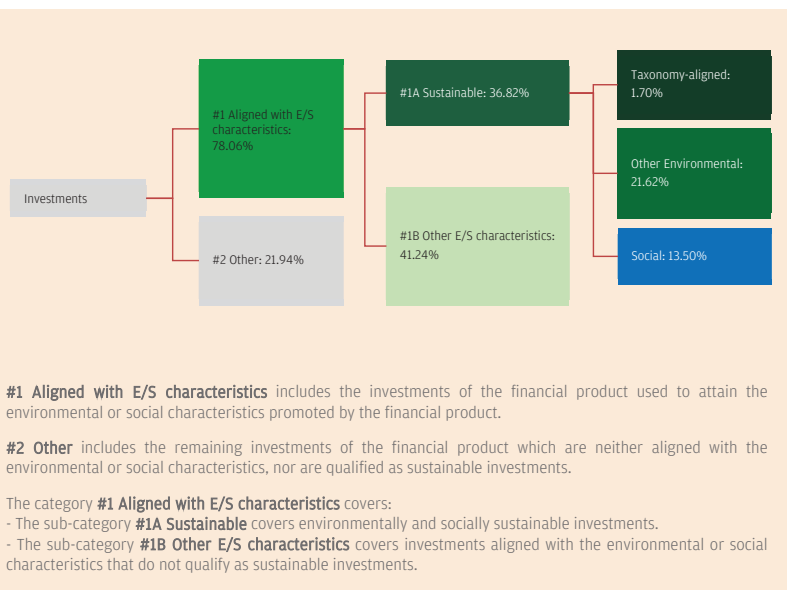 Investments
#1 Aligned with E/S
characteristics:
78.06%
#2 Other: 21.94%
#1A Sustainable: 36.82%
#1B Other E/S characteristics:
41.24%
Taxonomy-aligned:
1.70%
Other Environmental:
21.62%
Social: 13.50%
#1 Aligned with E/S characteristics includes the investments of the financial product used to attain the
environmental or social characteristics promoted by the financial product.
#2 Other includes the remaining investments of the financial product which are neither aligned with the
environmental or social characteristics, nor are qualified as sustainable investments.
The category #1 Aligned with E/S characteristics covers:
- The sub-category #1A Sustainable covers environmentally and socially sustainable investments.
- The sub-category #1B Other E/S characteristics covers investments aligned with the environmental or social
characteristics that do not qualify as sustainable investments.